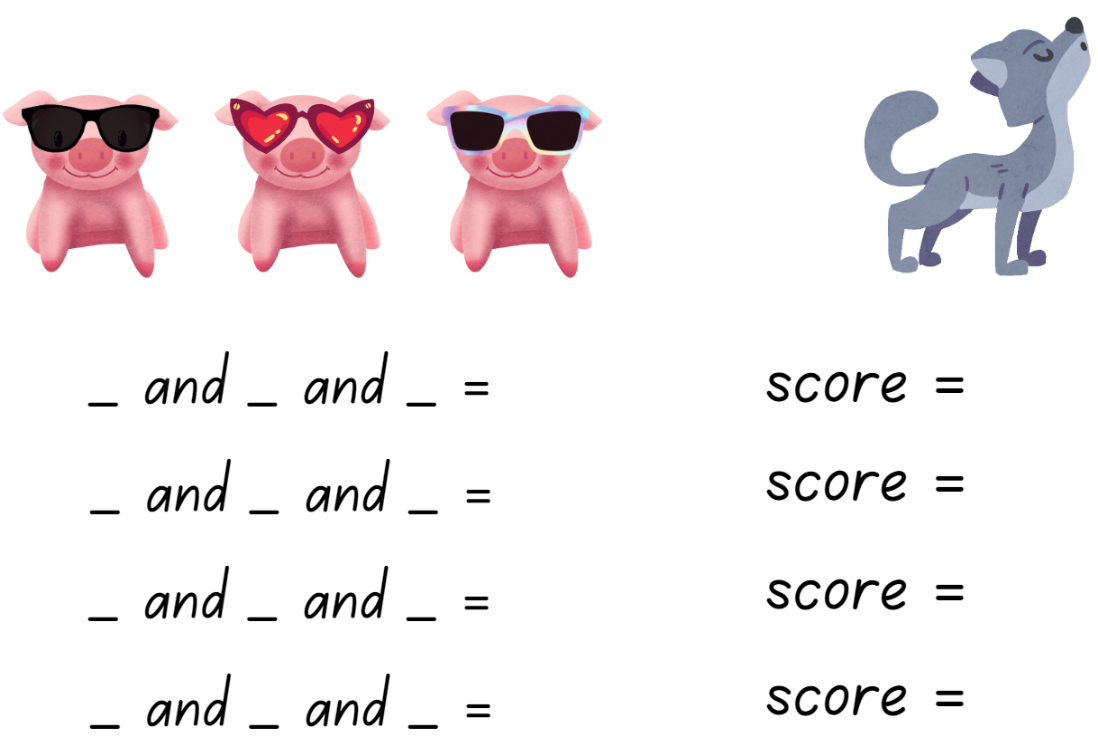 _ and _ and _ = score =
_ and _ and _ = score =
_ and _ and _ = score =
_ and _ and _ = score =